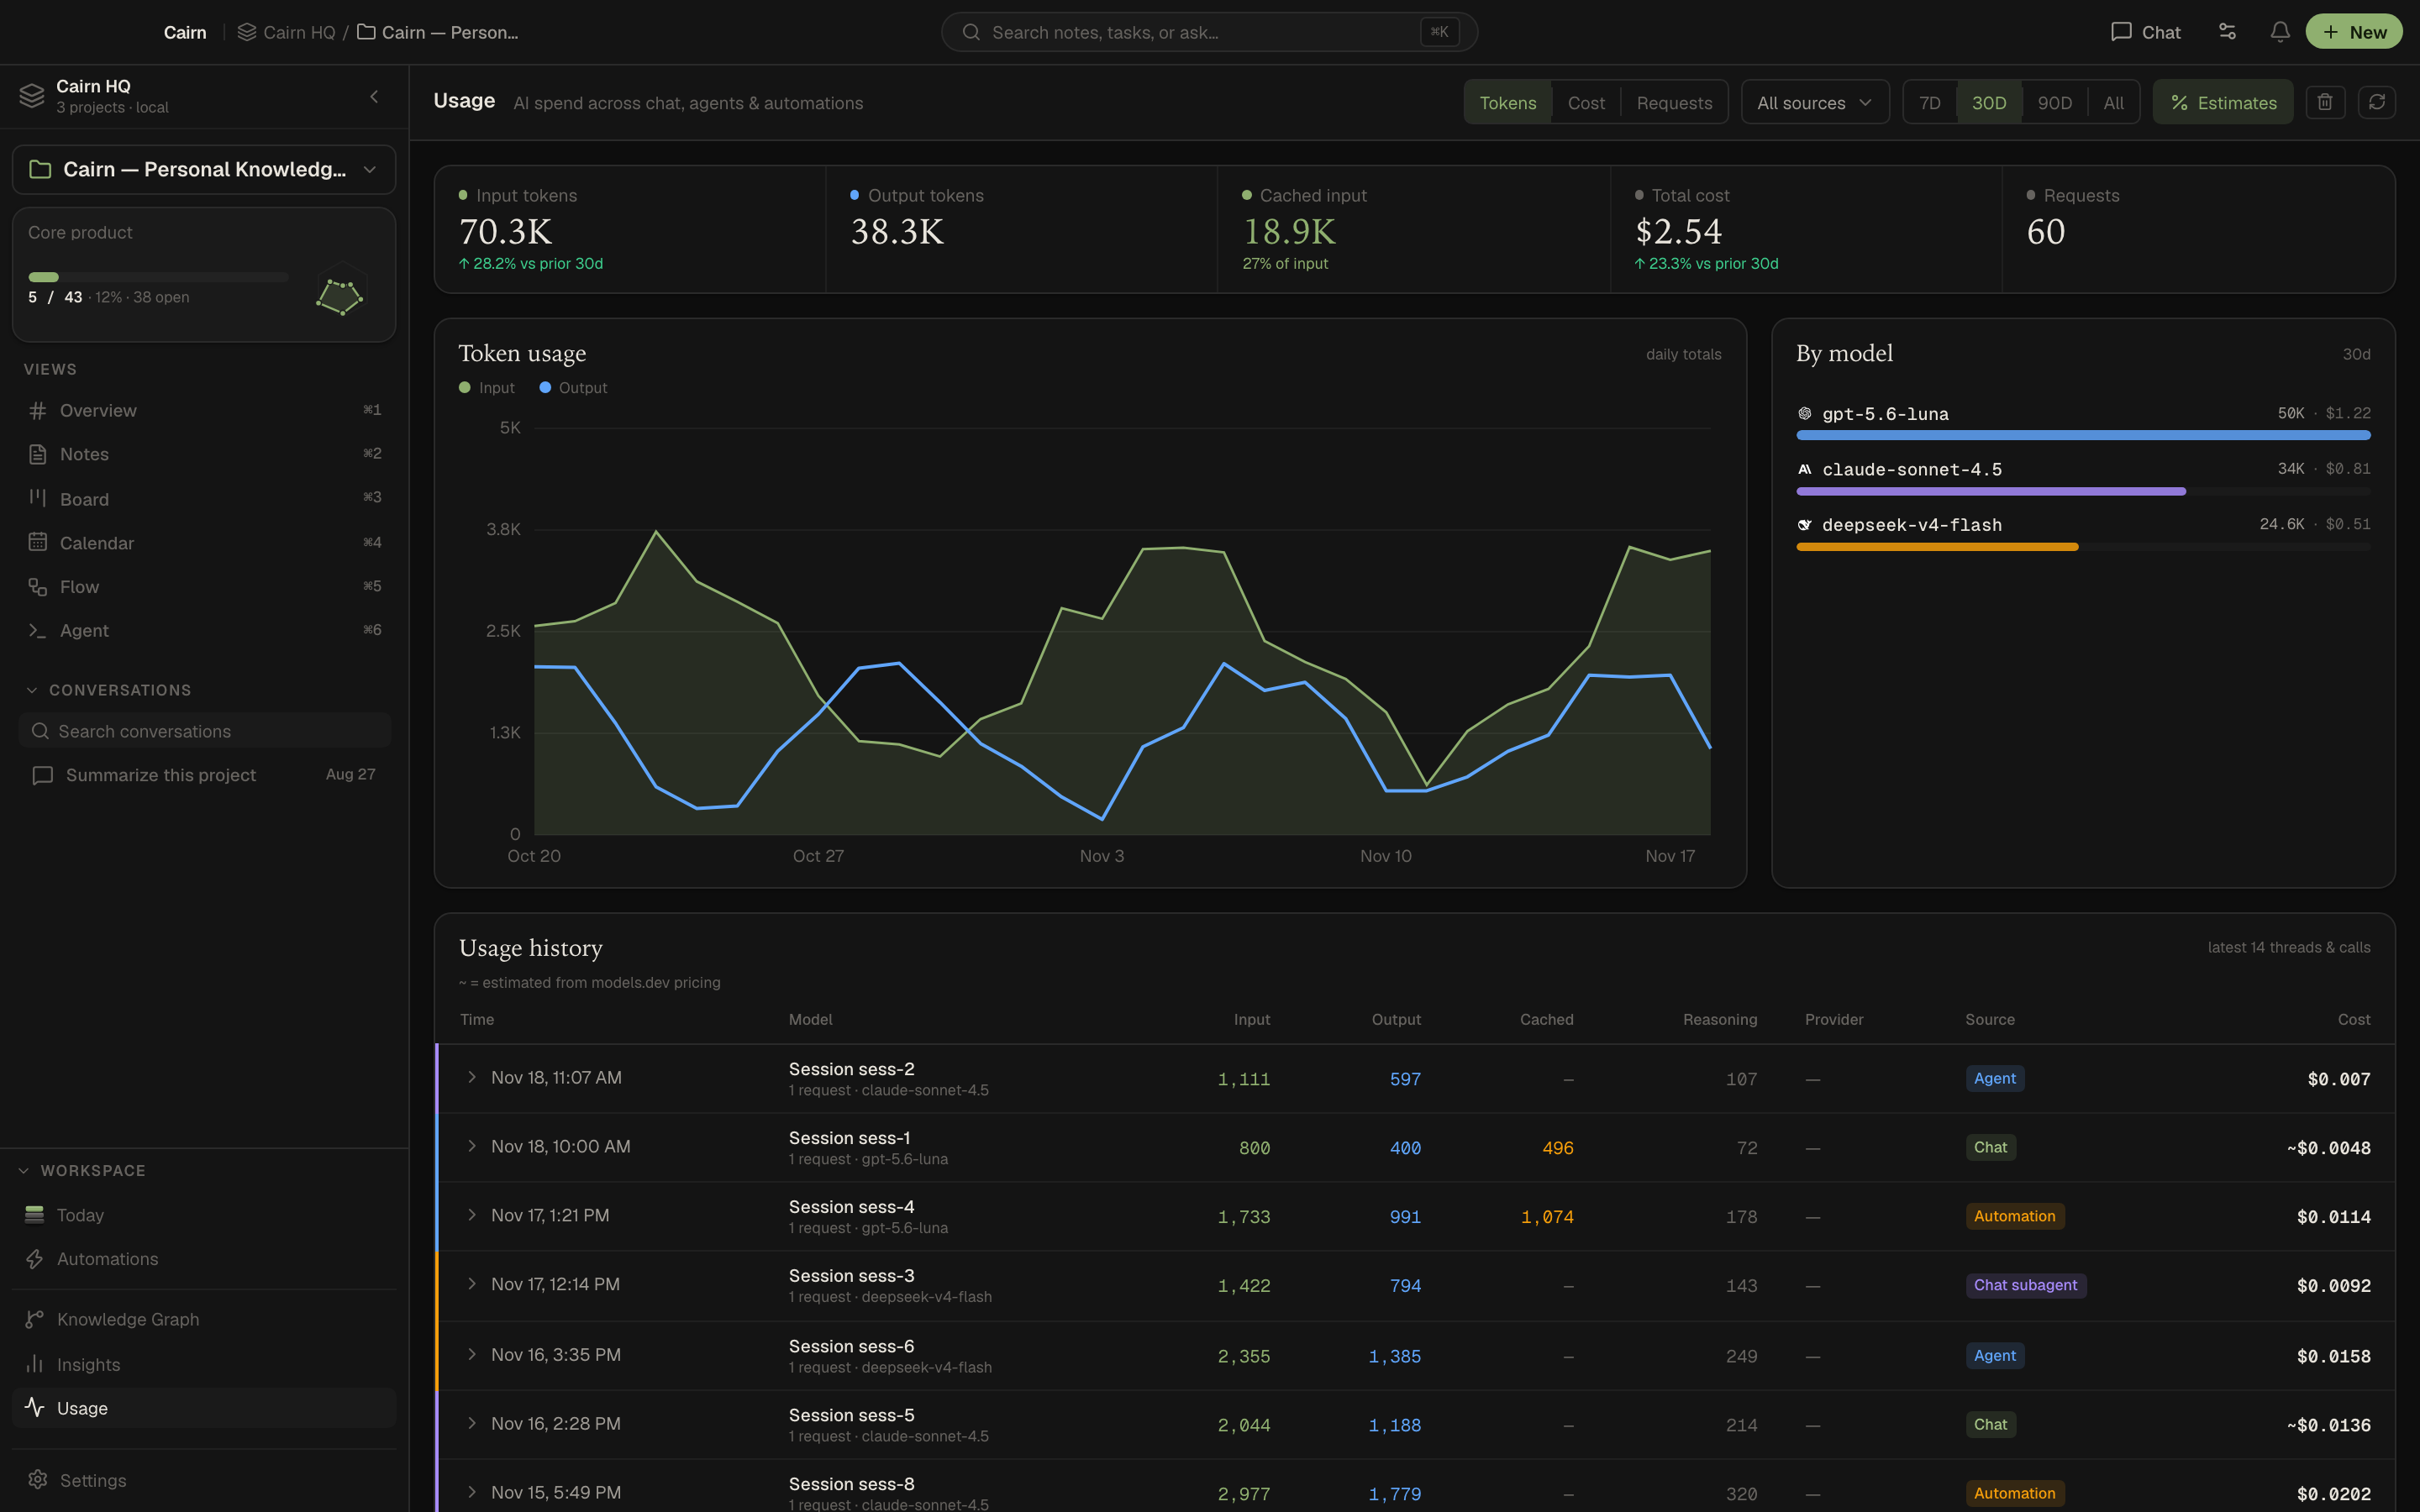 Cairn
Cairn HQ / Cairn — Person...
Search notes, tasks, or ask...
⌘K
Chat
+ New
Cairn HQ
3 projects · local
Cairn — Personal Knowledg...
Core product
5 / 43 · 12% · 38 open
VIEWS
Overview ⌘1
Notes ⌘2
Board ⌘3
Calendar ⌘4
Flow ⌘5
Agent ⌘6
CONVERSATIONS
Search conversations
Summarize this project Aug 27
WORKSPACE
Today
Automations
Knowledge Graph
Insights
Usage
Settings
Usage AI spend across chat, agents & automations
Tokens Cost Requests
All sources
7D 30D 90D All
% Estimates
Input tokens
70.3K
↑ 28.2% vs prior 30d
Output tokens
38.3K
Cached input
18.9K
27% of input
Total cost
$2.54
↑ 23.3% vs prior 30d
Requests
60
Token usage daily totals
Input Output
5K
3.8K
2.5K
1.3K
0
Oct 20 Oct 27 Nov 3 Nov 10 Nov 17
By model 30d
gpt-5.6-luna 50K · $1.22
claude-sonnet-4.5 34K · $0.81
deepseek-v4-flash 24.6K · $0.51
Usage history latest 14 threads & calls
~ = estimated from models.dev pricing
Time Model Input Output Cached Reasoning Provider Source Cost
Nov 18, 11:07 AM Session sess-2 1,111 597 — 107 — Agent $0.007
1 request · claude-sonnet-4.5
Nov 18, 10:00 AM Session sess-1 800 400 496 72 — Chat ~$0.0048
1 request · gpt-5.6-luna
Nov 17, 1:21 PM Session sess-4 1,733 991 1,074 178 — Automation $0.0114
1 request · gpt-5.6-luna
Nov 17, 12:14 PM Session sess-3 1,422 794 — 143 — Chat subagent $0.0092
1 request · deepseek-v4-flash
Nov 16, 3:35 PM Session sess-6 2,355 1,385 — 249 — Agent $0.0158
1 request · deepseek-v4-flash
Nov 16, 2:28 PM Session sess-5 2,044 1,188 — 214 — Chat ~$0.0136
1 request · claude-sonnet-4.5
Nov 15, 5:49 PM Session sess-8 2,977 1,779 — 320 — Automation $0.0202
1 request · claude-sonnet-4.5